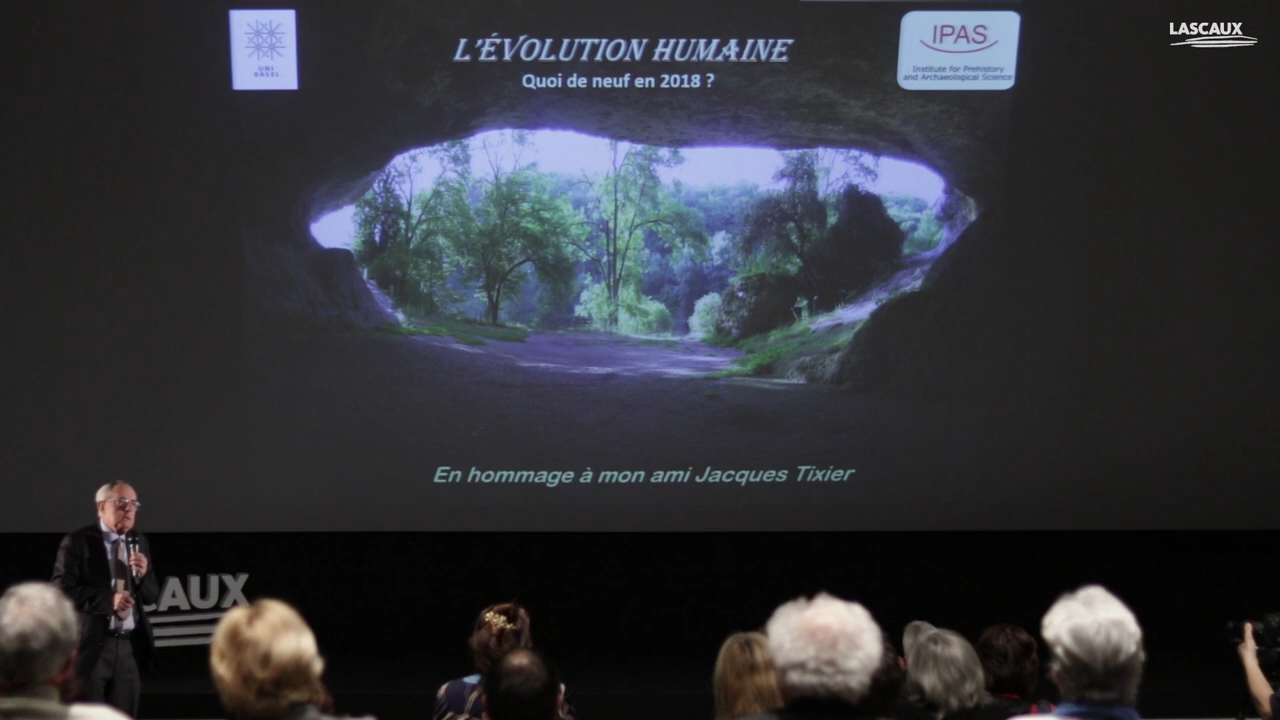 UNI
BASEL
L'ÉVOLUTION HUMAINE
Quoi de neuf en 2018 ?
IPAS
Institute for Prehistory
and Archaeological Science
LASCAUX
En hommage à mon ami Jacques Tixier
CAUX